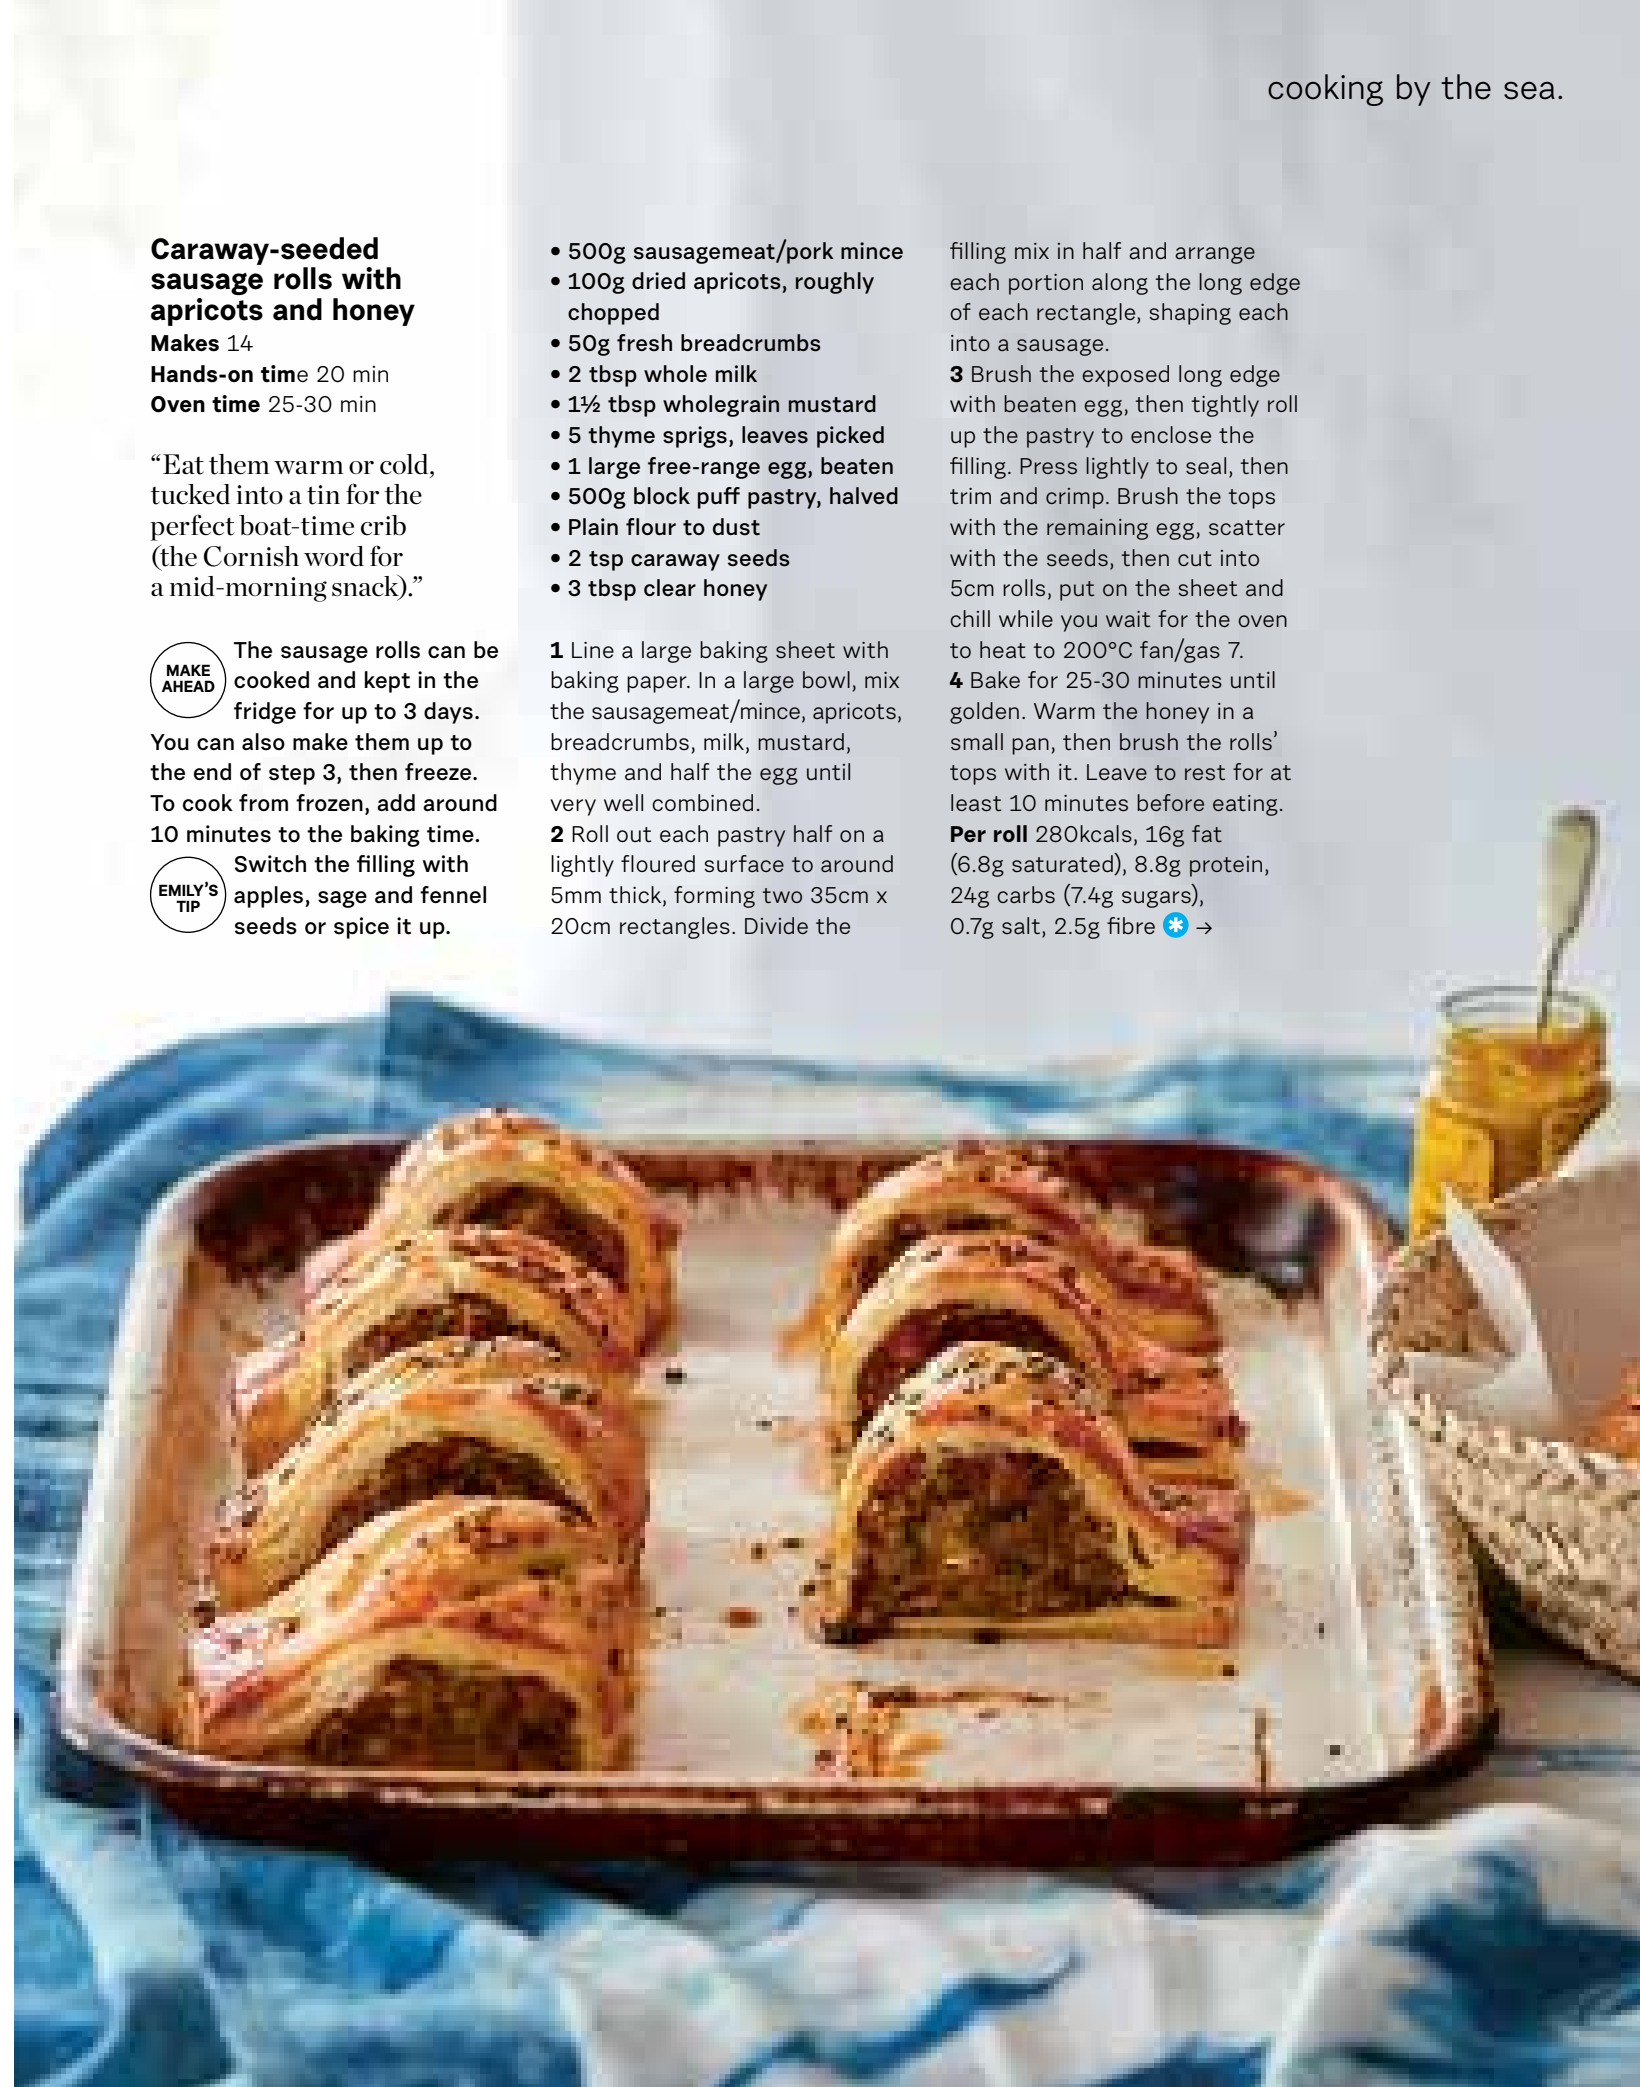 cooking by the sea.
Caraway-seeded
sausage rolls with
apricots and honey
Makes 14
Hands-on time 20 min
Oven time 25-30 min
“Eat them warm or cold,
tucked into a tin for the
perfect boat-time crib
(the Cornish word for
a mid-morning snack).”
MAKE
AHEAD
The sausage rolls can be
cooked and kept in the
fridge for up to 3 days.
You can also make them up to
the end of step 3, then freeze.
To cook from frozen, add around
10 minutes to the baking time.
EMILY’S
TIP
Switch the filling with
apples, sage and fennel
seeds or spice it up.
• 500g sausagemeat/pork mince
• 100g dried apricots, roughly
chopped
• 50g fresh breadcrumbs
• 2 tbsp whole milk
• 1½ tbsp wholegrain mustard
• 5 thyme sprigs, leaves picked
• 1 large free-range egg, beaten
• 500g block puff pastry, halved
• Plain flour to dust
• 2 tsp caraway seeds
• 3 tbsp clear honey
1 Line a large baking sheet with
baking paper. In a large bowl, mix
the sausagemeat/mince, apricots,
breadcrumbs, milk, mustard,
thyme and half the egg until
very well combined.
2 Roll out each pastry half on a
lightly floured surface to around
5mm thick, forming two 35cm x
20cm rectangles. Divide the
filling mix in half and arrange
each portion along the long edge
of each rectangle, shaping each
into a sausage.
3 Brush the exposed long edge
with beaten egg, then tightly roll
up the pastry to enclose the
filling. Press lightly to seal, then
trim and crimp. Brush the tops
with the remaining egg, scatter
with the seeds, then cut into
5cm rolls, put on the sheet and
chill while you wait for the oven
to heat to 200°C fan/gas 7.
4 Bake for 25-30 minutes until
golden. Warm the honey in a
small pan, then brush the rolls’
tops with it. Leave to rest for at
least 10 minutes before eating.
Per roll 280kcals, 16g fat
(6.8g saturated), 8.8g protein,
24g carbs (7.4g sugars),
0.7g salt, 2.5g fibre * →